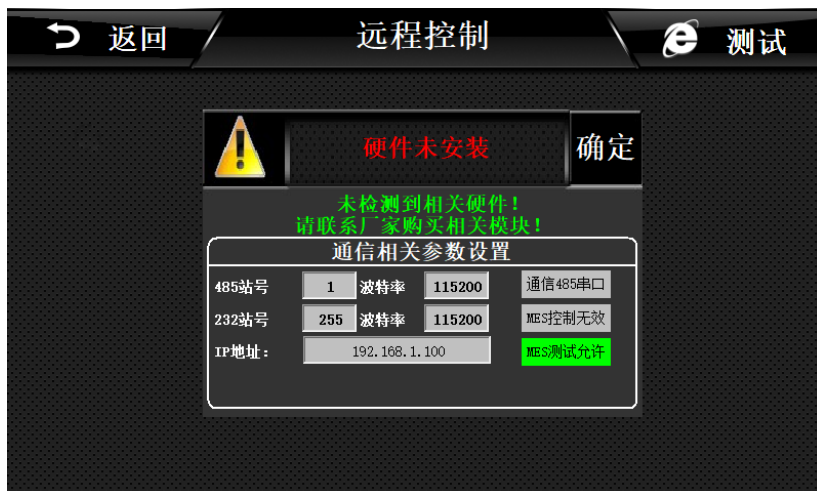 返回 远程控制 测试
硬件未安装 确定
未检测到相关硬件!
请联系厂家购买相关模块!
通信相关参数设置
485站号 1 波特率 115200 通信485串口
232站号 255 波特率 115200 MES控制无效
IP地址: 192.168.1.100 MES测试允许